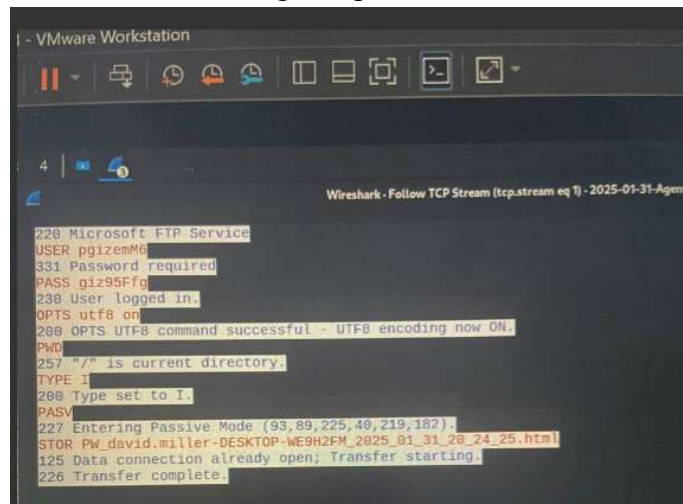 - VMware Workstation
4
3
Wireshark · Follow TCP Stream (tcp.stream eq 1) · 2025-01-31-Agen
220 Microsoft FTP Service
USER pgizemM6
331 Password required
PASS giz95Ffg
230 User logged in.
OPTS utf8 on
200 OPTS UTF8 command successful - UTF8 encoding now ON.
PWD
257 "/" is current directory.
TYPE I
200 Type set to I.
PASV
227 Entering Passive Mode (93,89,225,40,219,182).
STOR PW_david.miller-DESKTOP-WE9H2FM_2025_01_31_20_24_25.html
125 Data connection already open; Transfer starting.
226 Transfer complete.